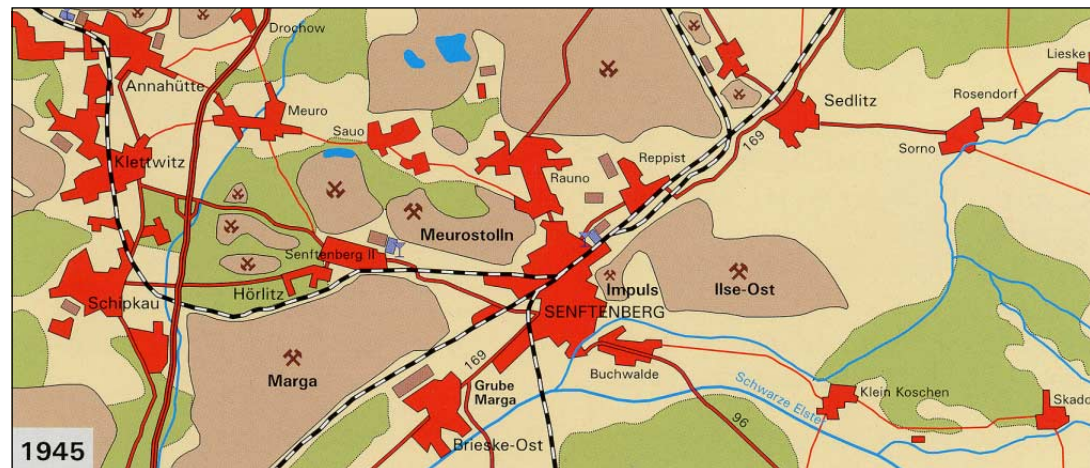 Drochow
Lieske
Annahütte
Sedlitz
Rosendorf
Meuro
Sauo
169
Sorno
Klettwitz
Reppist
Rauno
Meurostolln
Senftenberg II
Hörlitz
Impuls
Ilse-Ost
Schipkau
SENFTENBERG
169
Buchwalde
Marga
Grube
Marga
Schwarze Elster
Klein Koschen
Skado
96
Brieske-Ost
1945